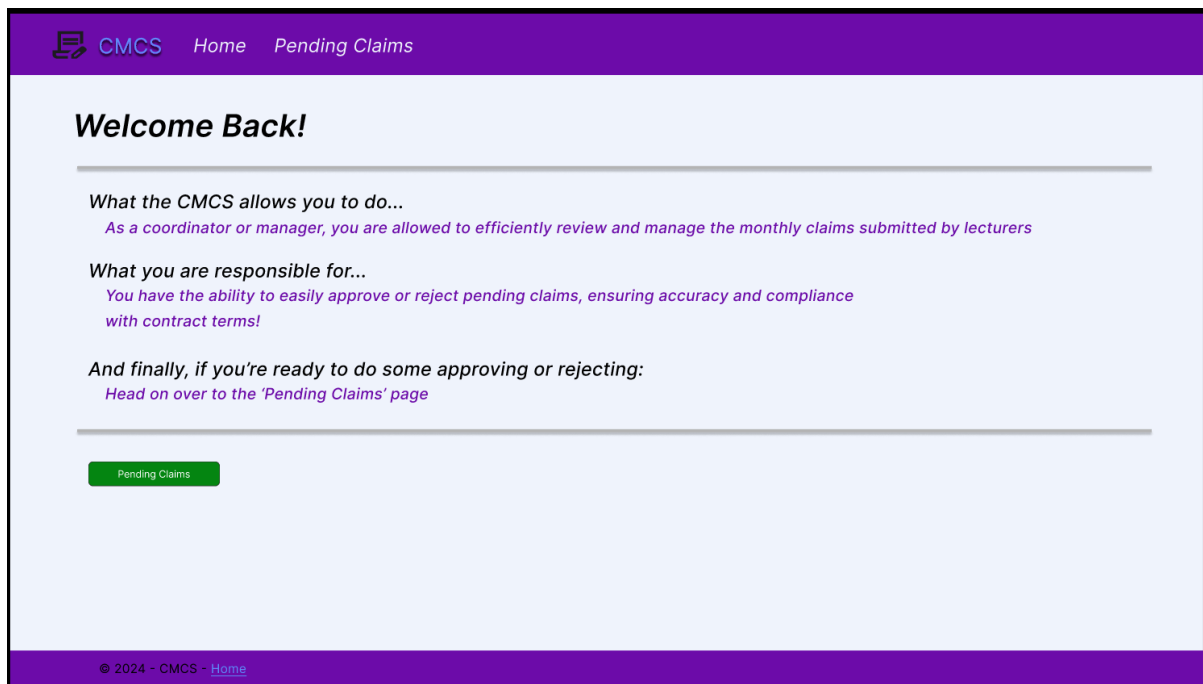 CMCS Home Pending Claims
Welcome Back!
What the CMCS allows you to do...
As a coordinator or manager, you are allowed to efficiently review and manage the monthly claims submitted by lecturers
What you are responsible for...
You have the ability to easily approve or reject pending claims, ensuring accuracy and compliance
with contract terms!
And finally, if you’re ready to do some approving or rejecting:
Head on over to the ‘Pending Claims’ page
Pending Claims
© 2024 - CMCS - Home